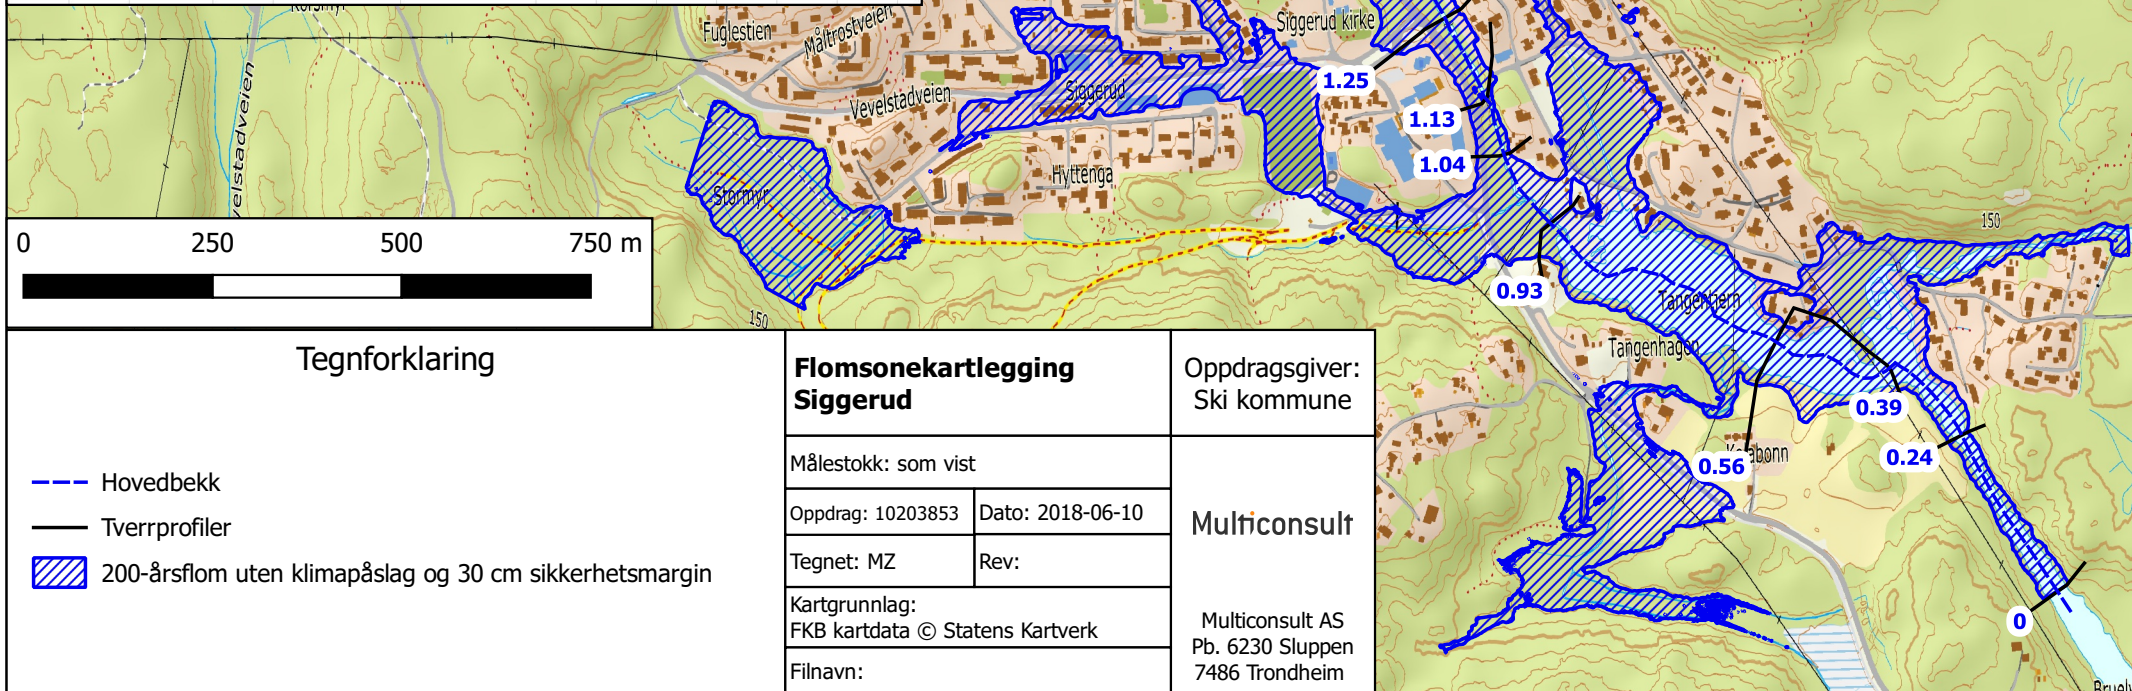 Korsmyr
Fuglestien
Måltrostveien
Siggerud kirke
Vevelstadveien
Siggerud
1.25
1.13
1.04
Hyttenga
Stormyr
150
0.93
Tangentjern
Tangenhagen
150
0.39
0.56
0.24
0
0 250 500 750 m
Tegnforklaring
Hovedbekk
Tverrprofiler
200-årsflom uten klimapåslag og 30 cm sikkerhetsmargin
Flomsonekartlegging
Siggerud
Oppdragsgiver:
Ski kommune
Målestokk: som vist
Oppdrag: 10203853
Dato: 2018-06-10
Tegnet: MZ
Rev:
Kartgrunnlag:
FKB kartdata © Statens Kartverk
Filnavn:
Multiconsult
Multiconsult AS
Pb. 6230 Sluppen
7486 Trondheim